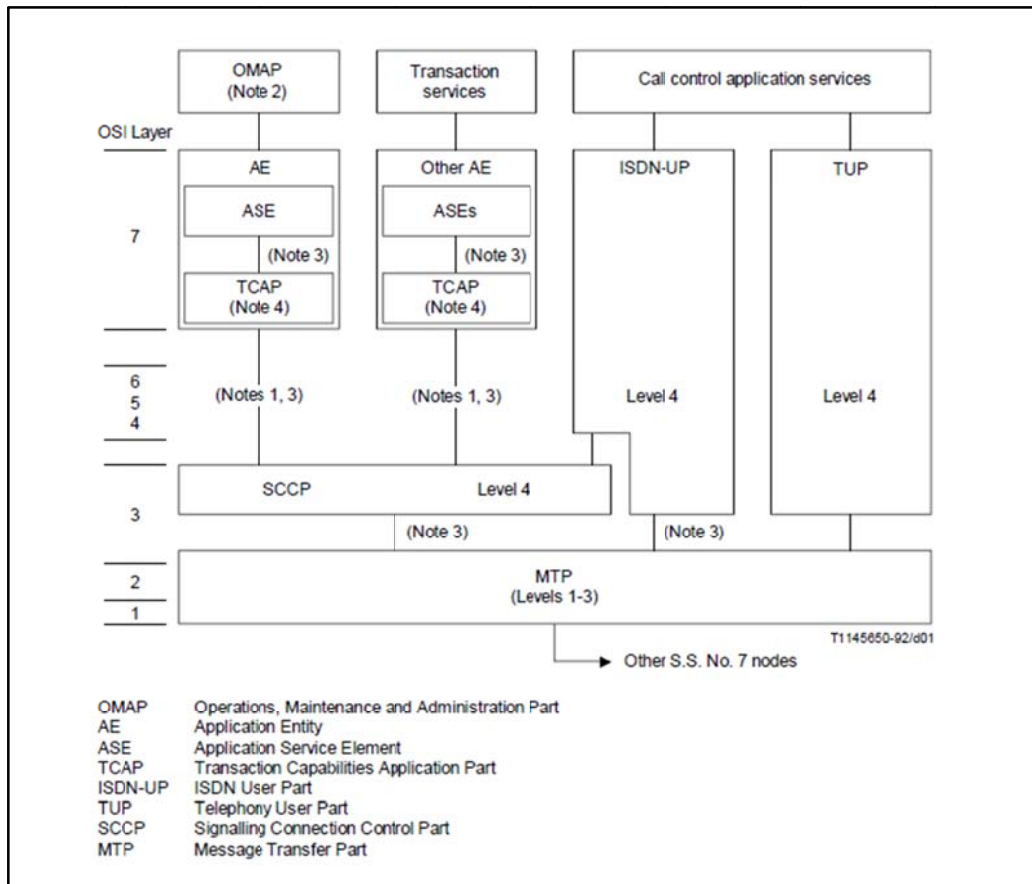 OMAP
(Note 2)
Transaction
services
Call control application services
OSI Layer
AE
Other AE
ISDN-UP
TUP
ASE
ASEs
7
(Note 3)
(Note 3)
TCAP
(Note 4)
TCAP
(Note 4)
6
5
4
(Notes 1, 3)
(Notes 1, 3)
Level 4
Level 4
SCCP
Level 4
3
(Note 3)
(Note 3)
2
MTP
(Levels 1-3)
1
T1145650-92/d01
Other S.S. No. 7 nodes
OMAP Operations, Maintenance and Administration Part
AE Application Entity
ASE Application Service Element
TCAP Transaction Capabilities Application Part
ISDN-UP ISDN User Part
TUP Telephony User Part
SCCP Signalling Connection Control Part
MTP Message Transfer Part